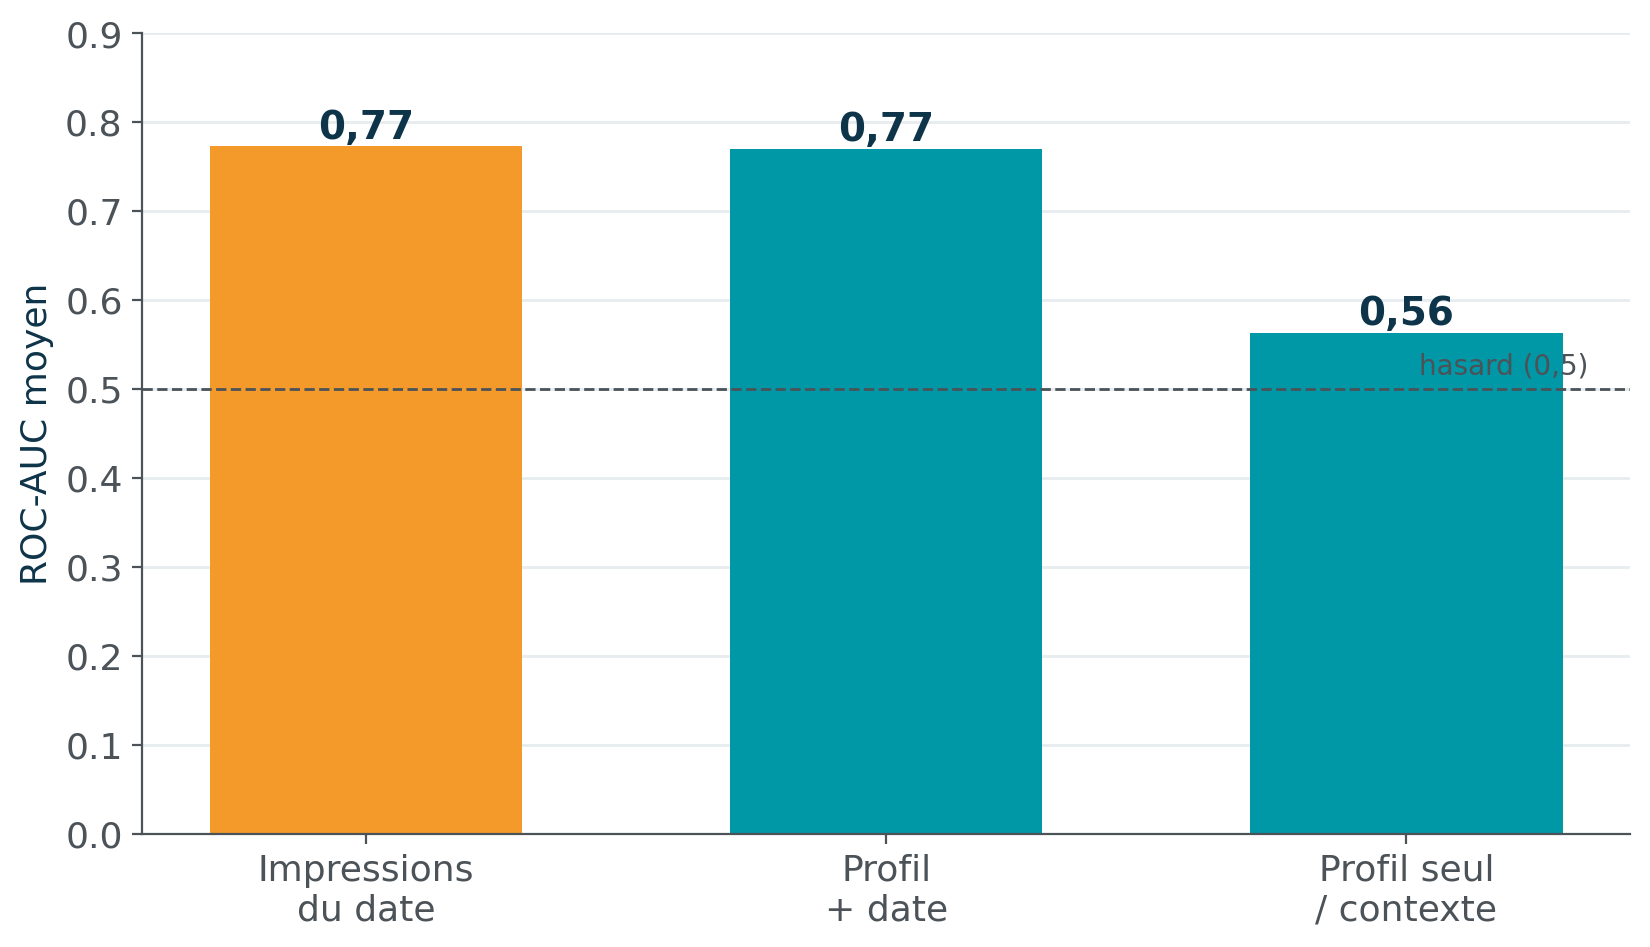 ROC-AUC moyen
0.9
0.8
0.7
0.6
0.5
0.4
0.3
0.2
0.1
0.0
0,77
0,77
0,56
hasard (0,5)
Impressions
du date
Profil
+ date
Profil seul
/ contexte